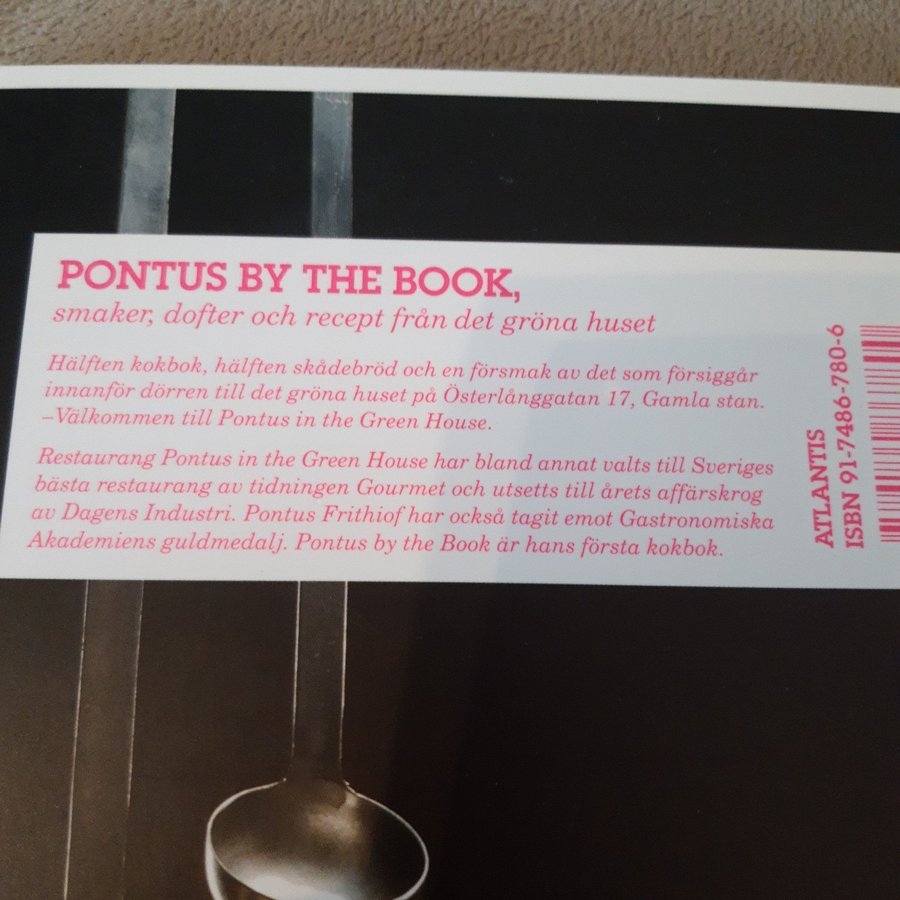 PONTUS BY THE BOOK,
smaker, dofter och recept från det gröna huset
Hälften kokbok, hälften skådebröd och en försmak av det som försiggår
innanför dörren till det gröna huset på Österlånggatan 17, Gamla stan.
–Välkommen till Pontus in the Green House.
Restaurang Pontus in the Green House har bland annat valts till Sveriges
bästa restaurang av tidningen Gourmet och utsetts till årets affärskrog
av Dagens Industri. Pontus Frithiof har också tagit emot Gastronomiska
Akademiens guldmedalj. Pontus by the Book är hans första kokbok.
ATLANTIS
ISBN 91-7486-780-6